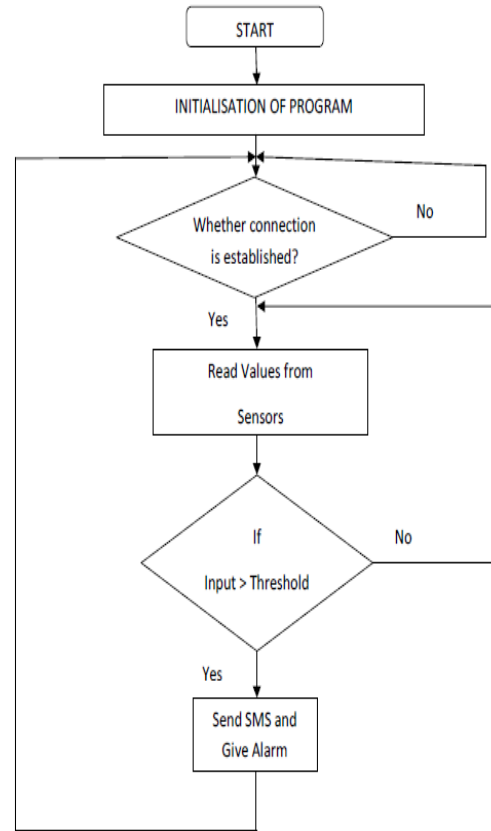 START
INITIALISATION OF PROGRAM
Whether connection
is established?
No
Yes
Read Values from
Sensors
If
Input > Threshold
No
Yes
Send SMS and
Give Alarm